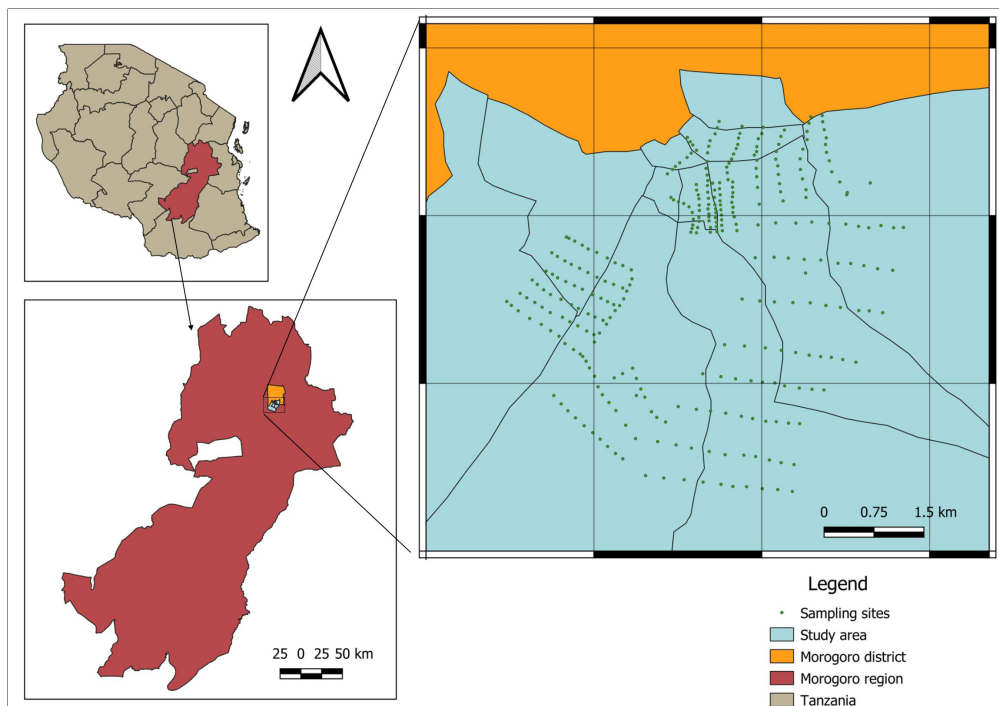 0 0.75 1.5 km
Legend
Sampling sites
Study area
Morogoro district
Morogoro region
Tanzania
25 0 25 50 km